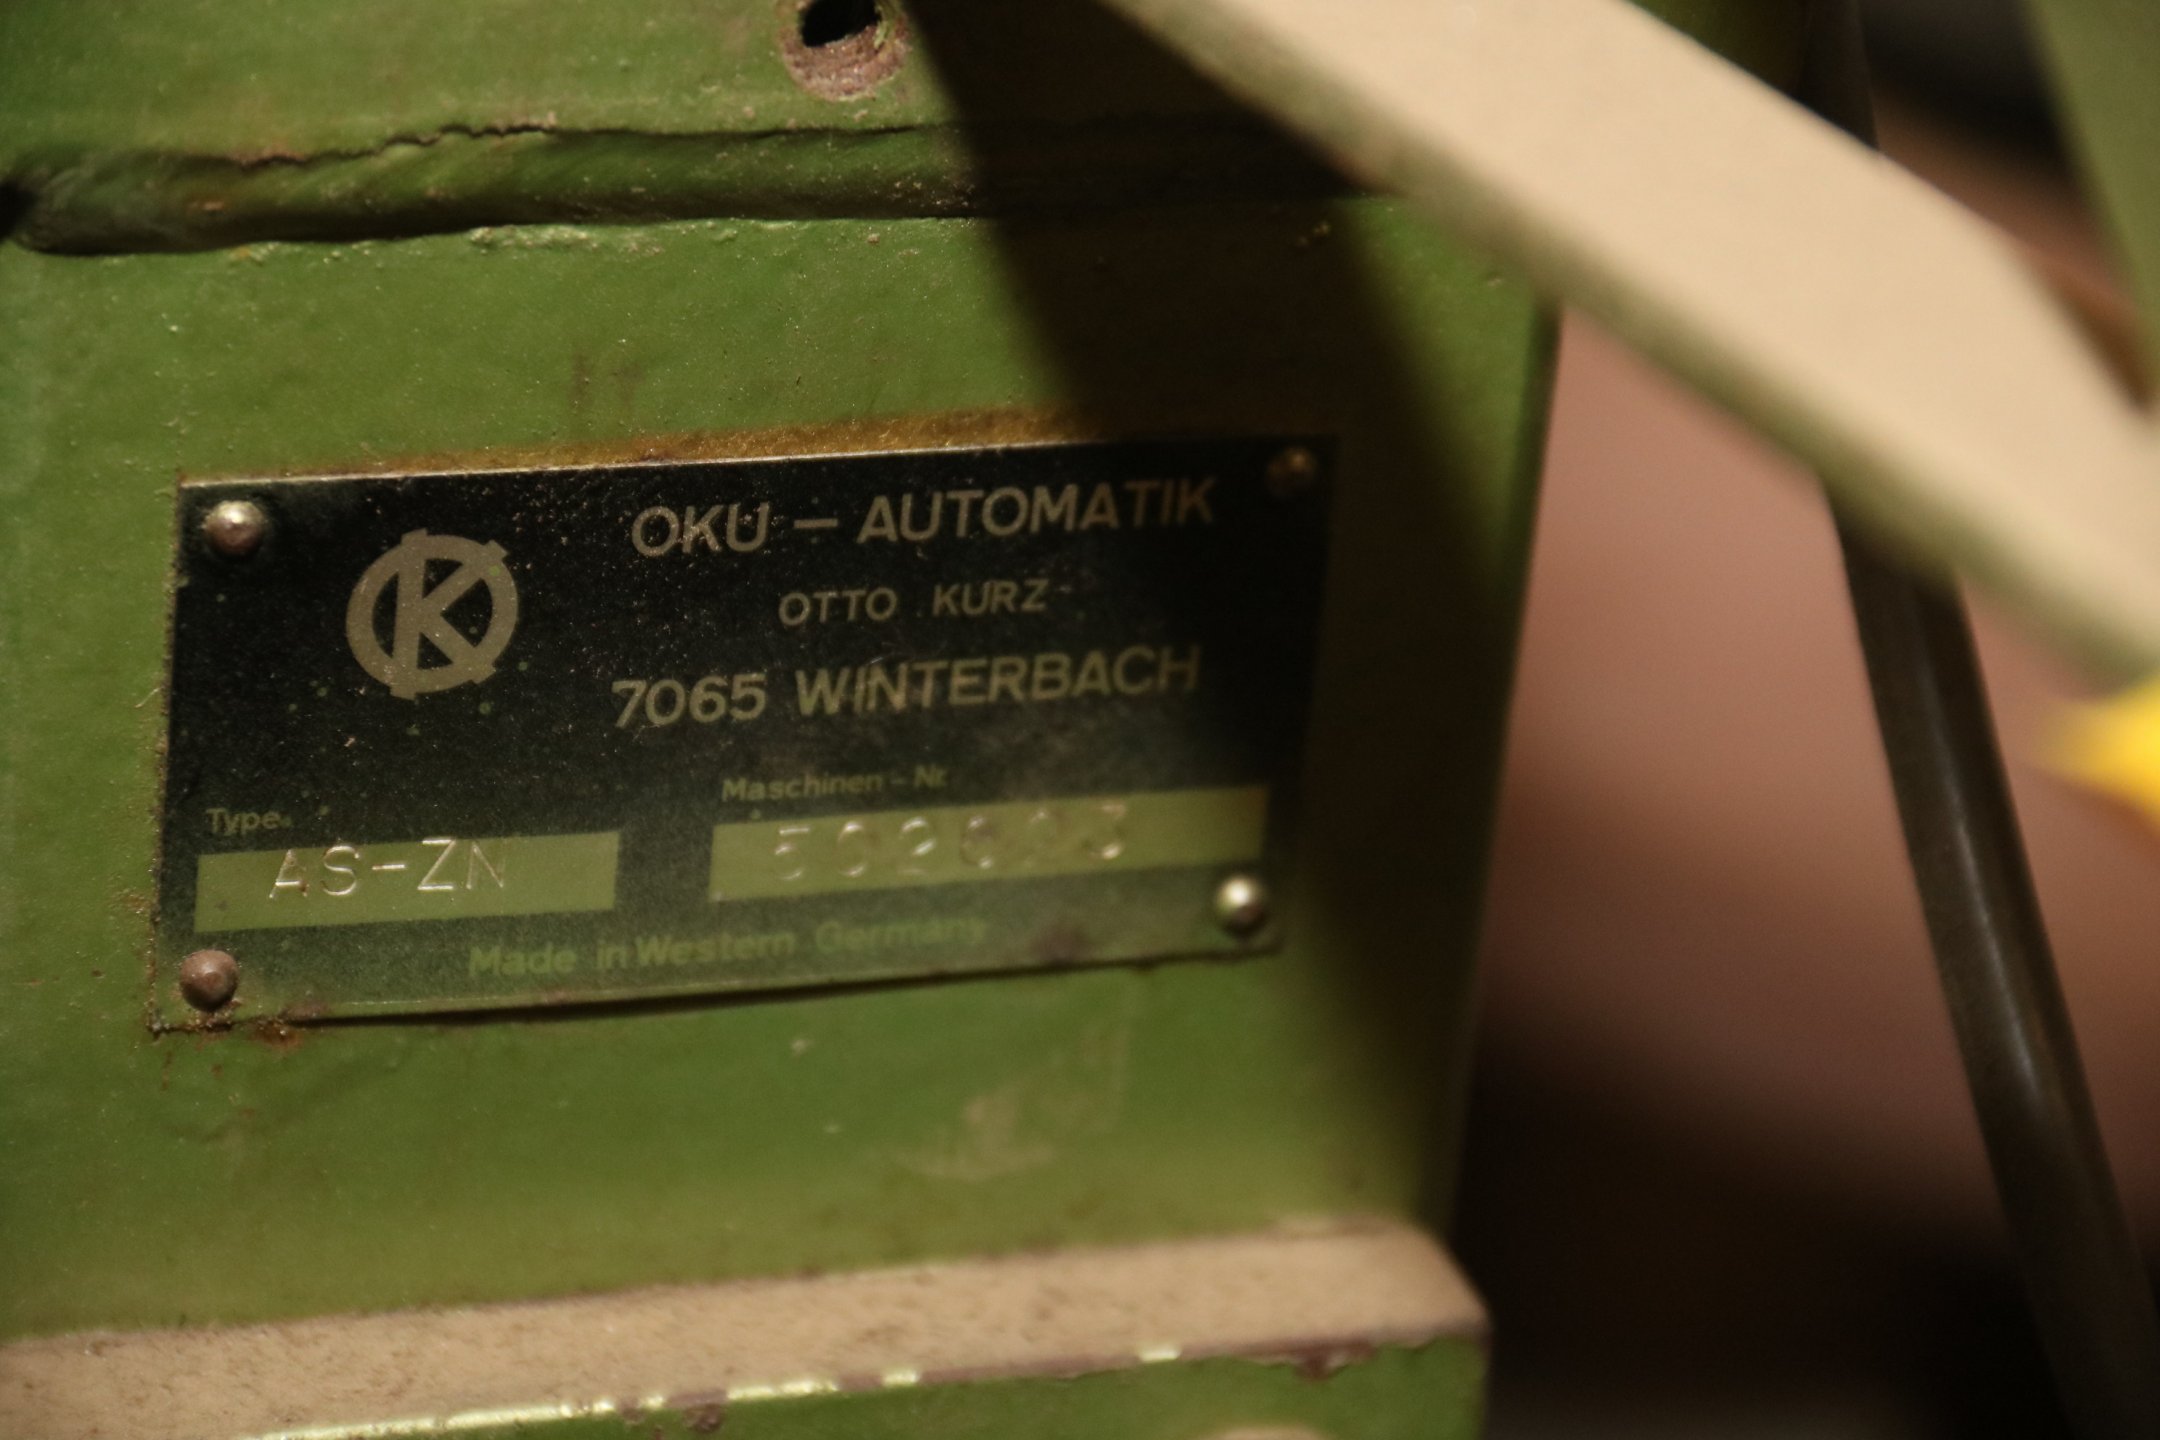 K
OKU – AUTOMATIK
OTTO KURZ
7065 WINTERBACH
Type
Maschinen - Nr.
AS-ZN
Made in Western Germany